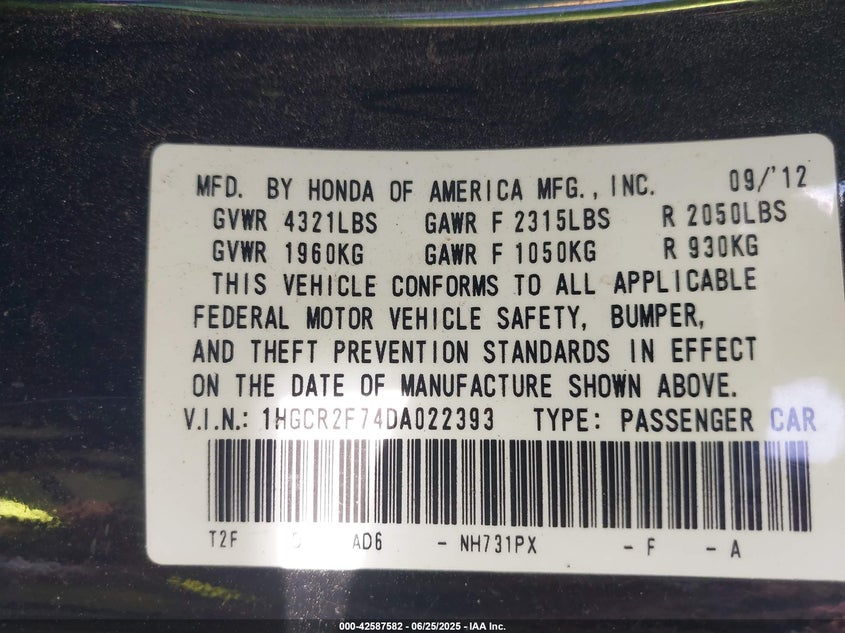 MFD. BY HONDA OF AMERICA MFG., INC. 09/'12
GVWR 4321LBS GAWR F 2315LBS R 2050LBS
GVWR 1960KG GAWR F 1050KG R 930KG
THIS VEHICLE CONFORMS TO ALL APPLICABLE
FEDERAL MOTOR VEHICLE SAFETY, BUMPER,
AND THEFT PREVENTION STANDARDS IN EFFECT
ON THE DATE OF MANUFACTURE SHOWN ABOVE.
V.I.N.: 1HGCR2F74DA022393 TYPE: PASSENGER CAR
T2F AD6 - NH731PX - F - A
000-42587582 / 06/25/2025 - IAA Inc.